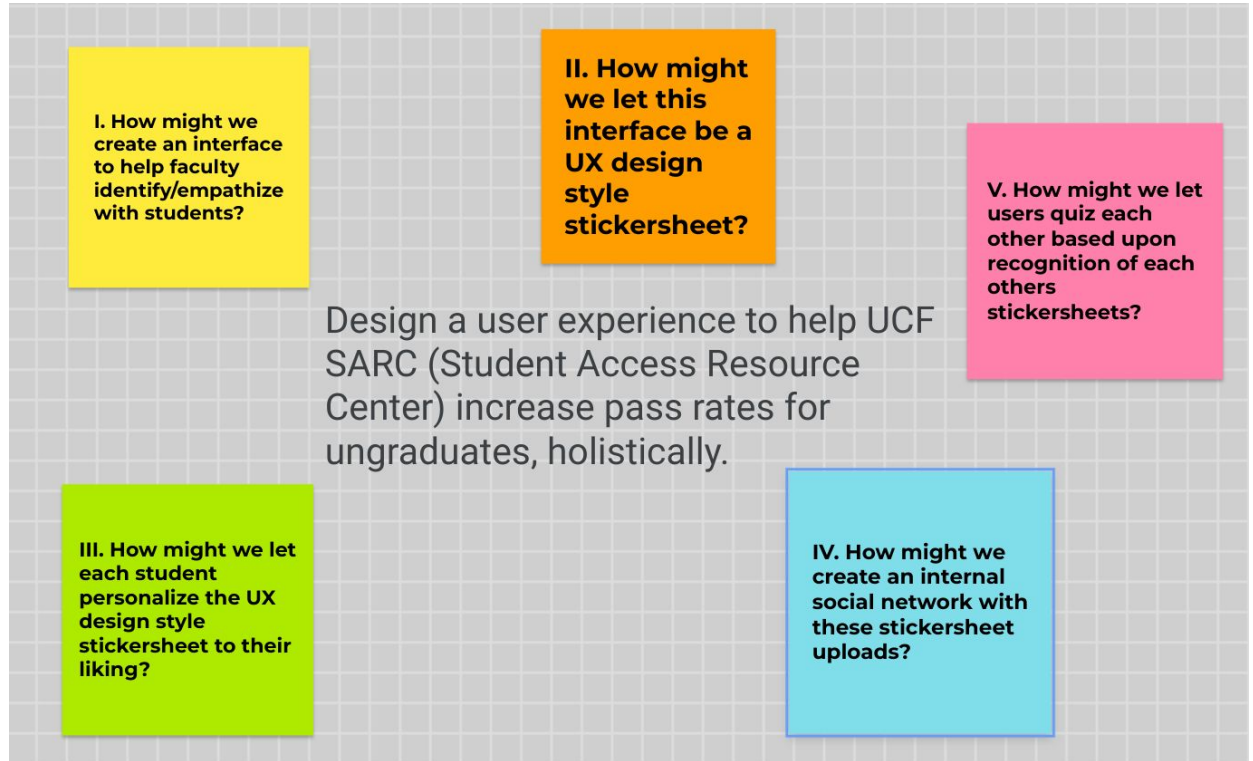 I. How might we
create an interface
to help faculty
identify/empathize
with students?
II. How might
we let this
interface be a
UX design
style
stickersheet?
V. How might we let
users quiz each
other based upon
recognition of each
others
stickersheets?
Design a user experience to help UCF
SARC (Student Access Resource
Center) increase pass rates for
ungraduates, holistically.
III. How might we let
each student
personalize the UX
design style
stickersheet to their
liking?
IV. How might we
create an internal
social network with
these stickersheet
uploads?